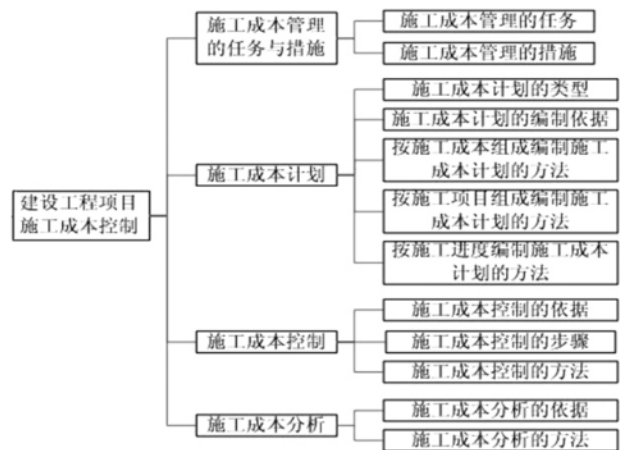 建设工程项目
施工成本控制
施工成本管理
的任务与措施
施工成本管理的任务
施工成本管理的措施
施工成本计划
施工成本计划的类型
施工成本计划的编制依据
按施工成本组成编制施工
成本计划的方法
按施工项目组成编制施工
成本计划的方法
按施工进度编制施工成本
计划的方法
施工成本控制
施工成本控制的依据
施工成本控制的步骤
施工成本控制的方法
施工成本分析
施工成本分析的依据
施工成本分析的方法